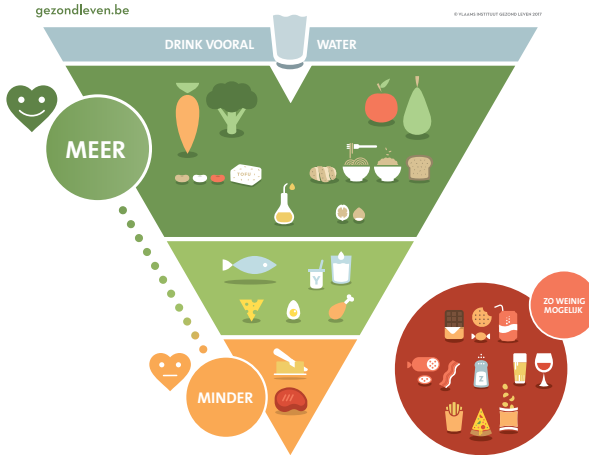 gezondleven.be
© VLAAMS INSTITUUT GEZOND LEVEN 2017
DRINK VOORAL WATER
MEER
TOFU
Y
ZO WEINIG
MOGELIJK
Z
MINDER